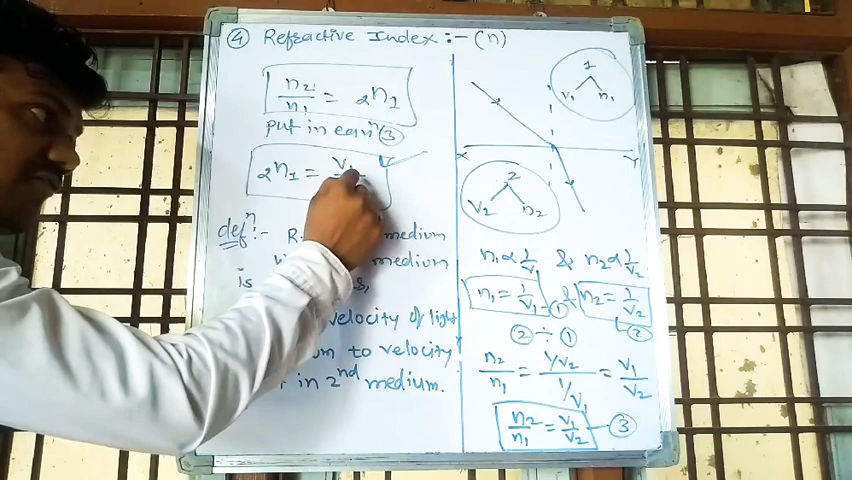 ④ Refractive Index :- (n)
n2/n1 = 2n1
put in eqnⁿ ③
2n1 = v1
defⁿ:- R medium
medium
is
velocity of light
to velocity
in 2nd medium.
1
v1 n1
X Y
2
v2 n2
n1 ∝ 1/v1 & n2 ∝ 1/v2
n1 = 1/v1 -① & n2 = 1/v2 ②
② ÷ ①
n2/n1 = 1/v2 / 1/v1 = v1/v2
n2/n1 = v1/v2 — ③